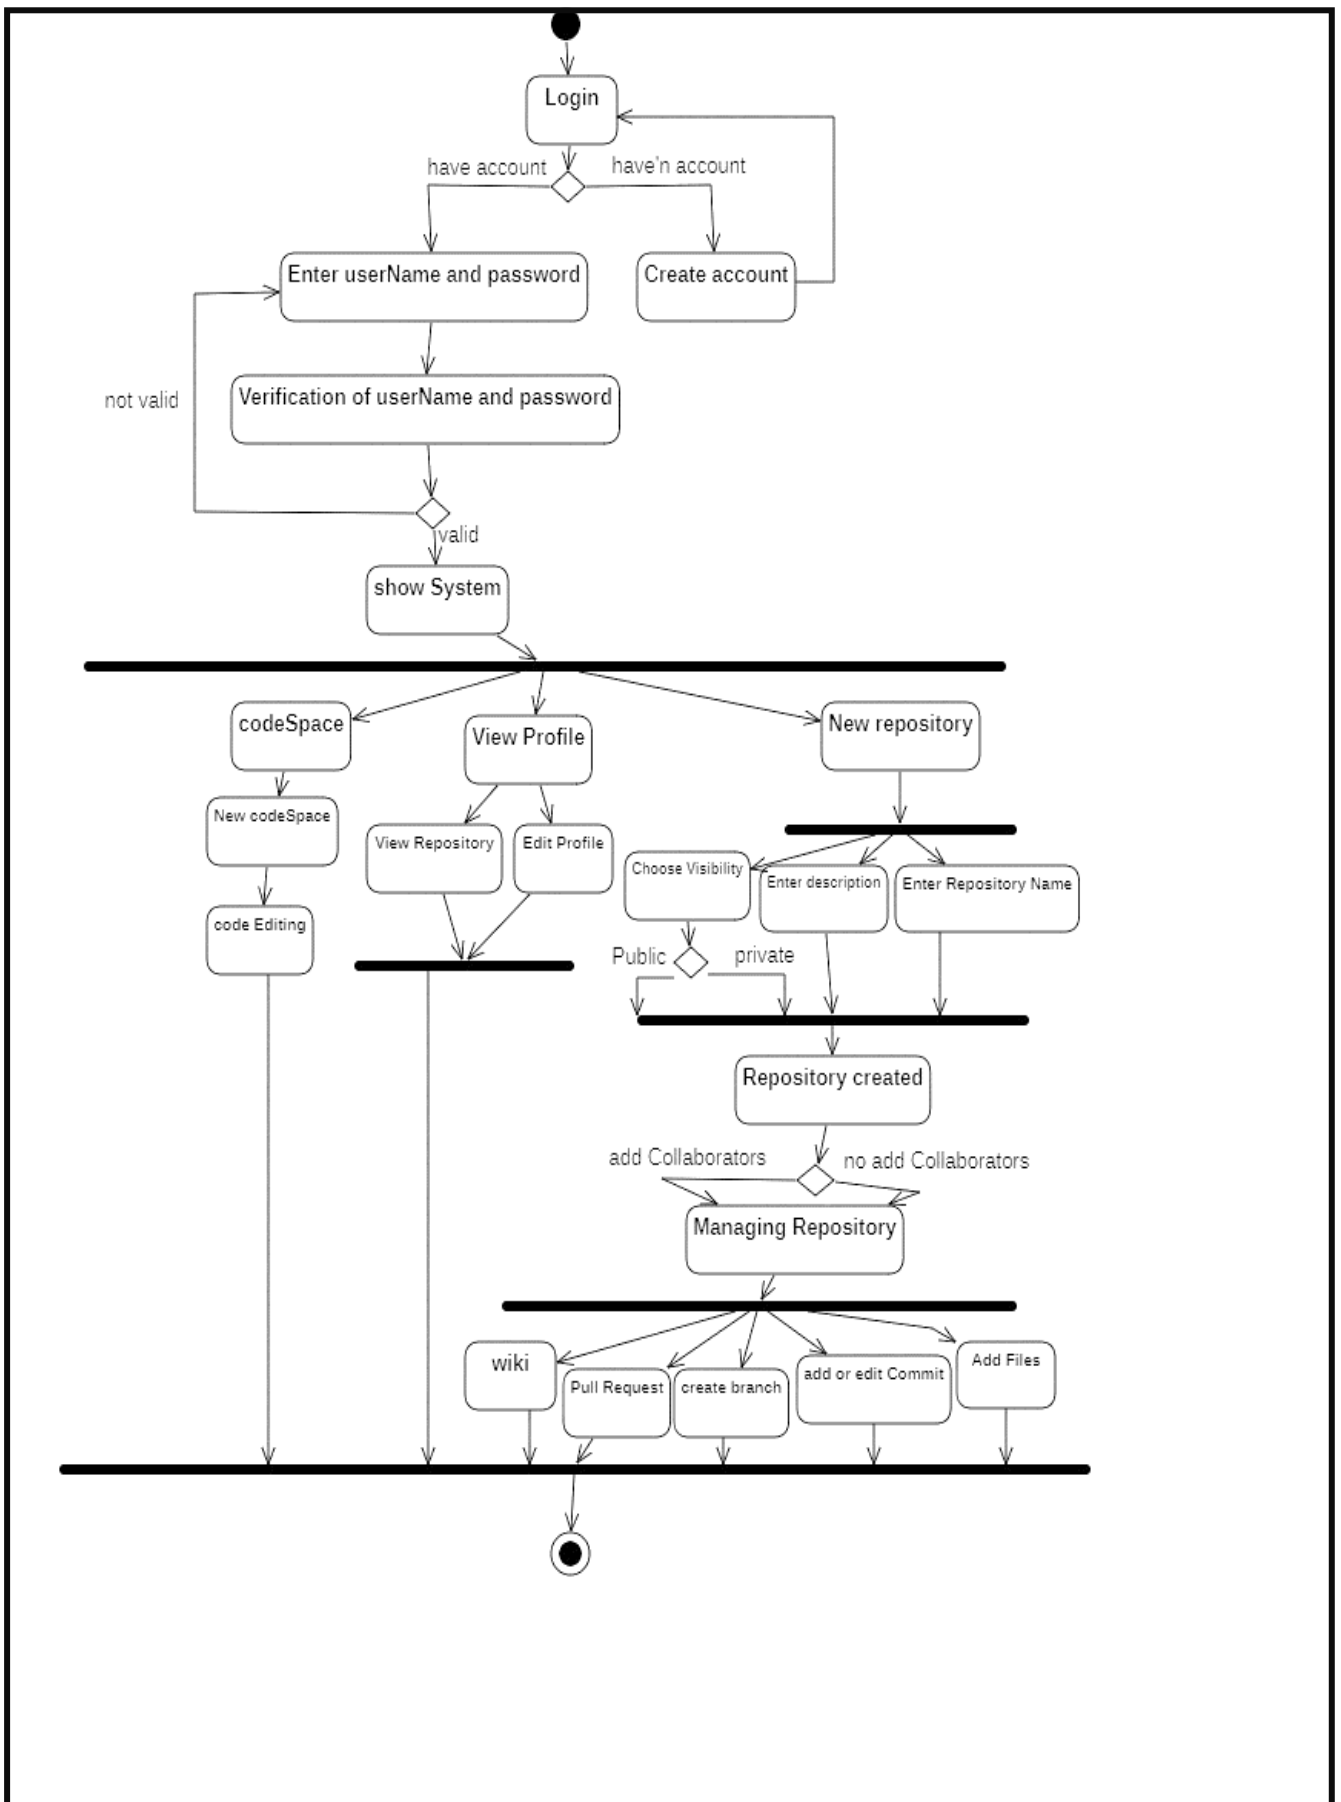 Login
have account
have'n account
Enter userName and password
Create account
not valid
Verification of userName and password
valid
show System
codeSpace
View Profile
New repository
New codeSpace
View Repository
Edit Profile
Choose Visibility
Enter description
Enter Repository Name
code Editing
Public
private
Repository created
add Collaborators
no add Collaborators
Managing Repository
wiki
Pull Request
create branch
add or edit Commit
Add Files